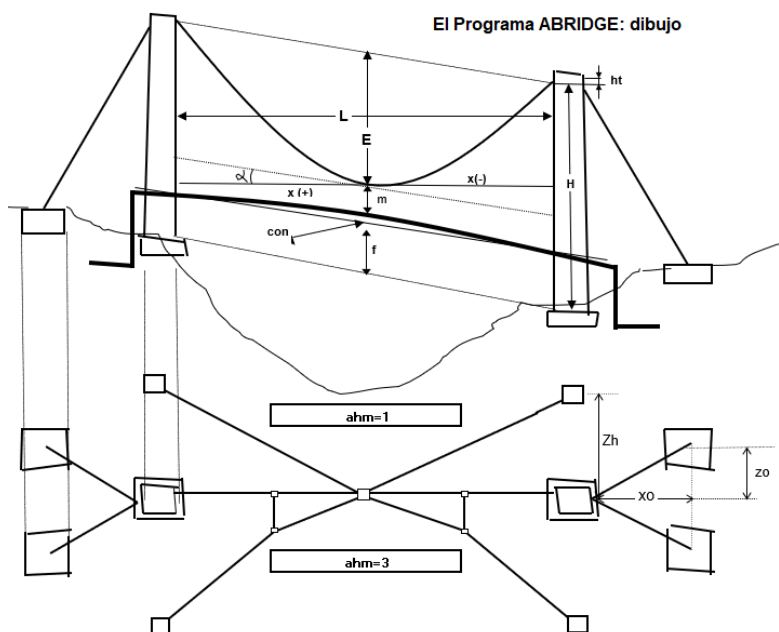 El Programa ABRIDGE: dibujo
ht
L
E
H
α
x (+)
x(-)
m
con
f
ahm=1
Zh
zo
xo
ahm=3